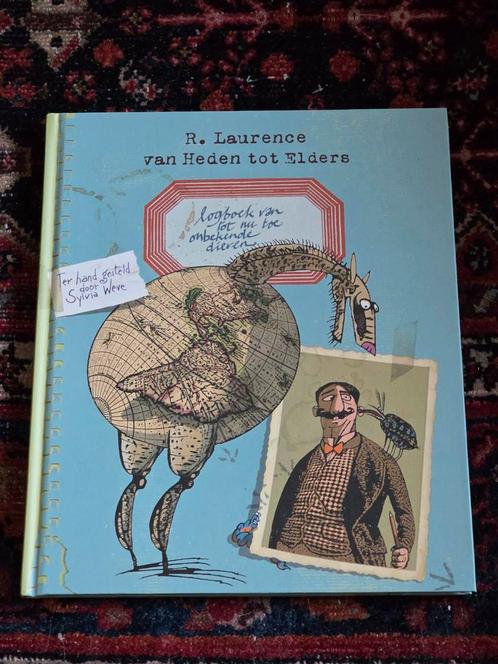 R. Laurence
van Heden tot Elders
logboek van
tot nu toe
onbekende
dieren
Ter hand gesteld
door
Sylvia Weve